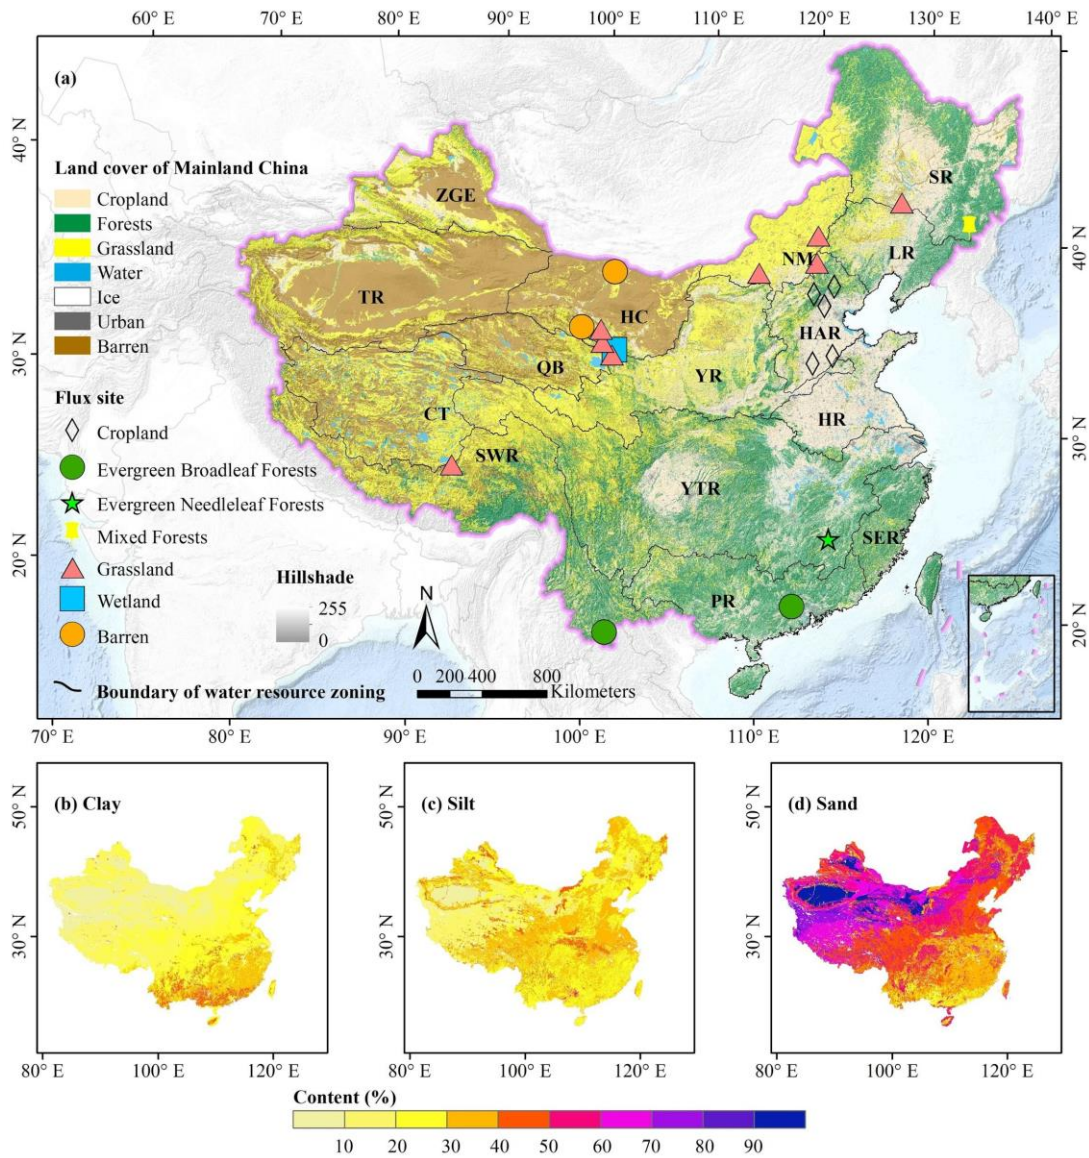 60° E 70° E 80° E 90° E 100° E 110° E 120° E 130° E 140° E
(a)
40° N
30° N
20° N
40° N
30° N
20° N
Land cover of Mainland China
Cropland
Forests
Grassland
Water
Ice
Urban
Barren
Flux site
Cropland
Evergreen Broadleaf Forests
Evergreen Needleleaf Forests
Mixed Forests
Grassland
Wetland
Barren
Boundary of water resource zoning
Hillshade
255
0
N
0 200 400 800 Kilometers
ZGE
SR
TR
NM
LR
HC
HAR
QB
YR
CT
HR
SWR
YTR
SER
PR
70° E 80° E 90° E 100° E 110° E 120° E
(b) Clay
50° N
30° N
80° E 100° E 120° E
(c) Silt
50° N
30° N
80° E 100° E 120° E
(d) Sand
50° N
30° N
80° E 100° E 120° E
Content (%)
10 20 30 40 50 60 70 80 90